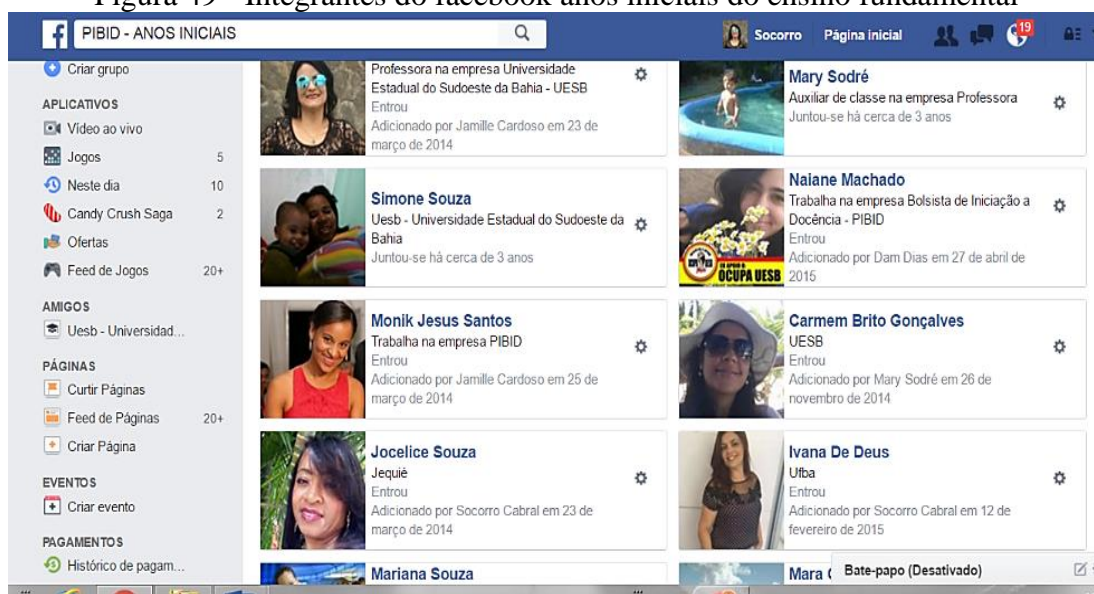 Figura 49 - Integrantes do facebook anos iniciais do ensino fundamental
f PIBID - ANOS INICIAIS
Socorro Página inicial 19
Criar grupo
APLICATIVOS
Vídeo ao vivo
Jogos 5
Neste dia 10
Candy Crush Saga 2
Ofertas
Feed de Jogos 20+
AMIGOS
Uesb - Universidad...
PÁGINAS
Curtir Páginas
Feed de Páginas 20+
Criar Página
EVENTOS
Criar evento
PAGAMENTOS
Histórico de pagam...
Professora na empresa Universidade
Estadual do Sudoeste da Bahia - UESB
Entrou
Adicionado por Jamille Cardoso em 23 de
março de 2014
Mary Sodré
Auxiliar de classe na empresa Professora
Juntou-se há cerca de 3 anos
Simone Souza
Uesb - Universidade Estadual do Sudoeste da
Bahia
Juntou-se há cerca de 3 anos
Naiane Machado
Trabalha na empresa Bolsista de Iniciação a
Docência - PIBID
Entrou
Adicionado por Dam Dias em 27 de abril de
2015
OCUPA UESB
Monik Jesus Santos
Trabalha na empresa PIBID
Entrou
Adicionado por Jamille Cardoso em 25 de
março de 2014
Carmem Brito Gonçalves
UESB
Entrou
Adicionado por Mary Sodré em 26 de
novembro de 2014
Jocelice Souza
Jequié
Entrou
Adicionado por Socorro Cabral em 23 de
março de 2014
Ivana De Deus
Ufba
Entrou
Adicionado por Socorro Cabral em 12 de
fevereiro de 2015
Mariana Souza
Mara
Bate-papo (Desativado)